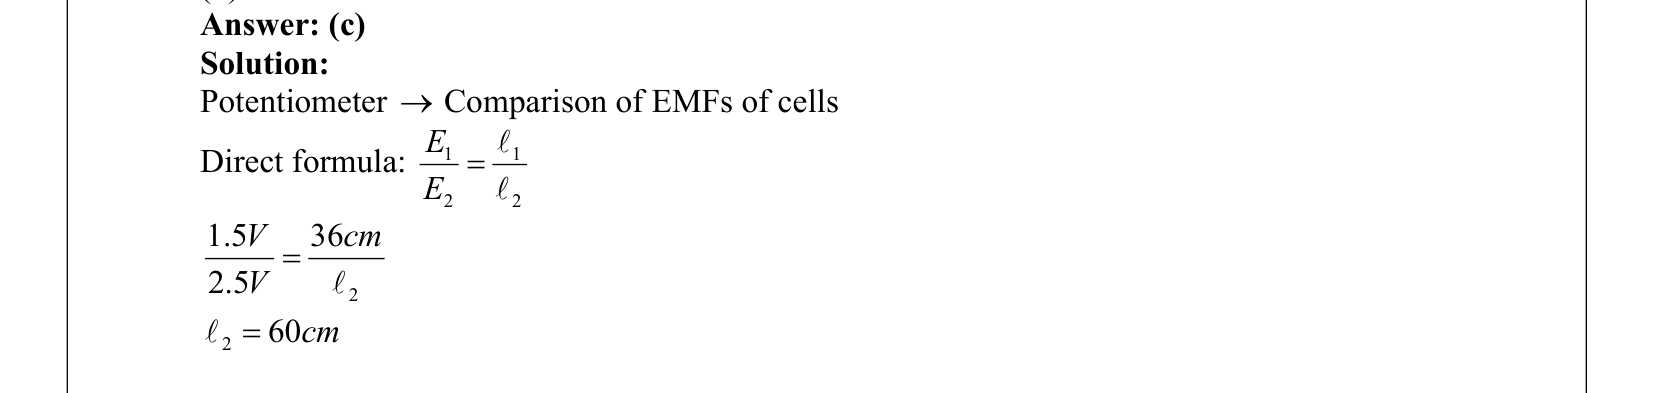 Answer: (c)
Solution:
Potentiometer → Comparison of EMFs of cells
Direct formula: E₁/E₂ = ℓ₁/ℓ₂
1.5V/2.5V = 36cm/ℓ₂
ℓ₂ = 60cm